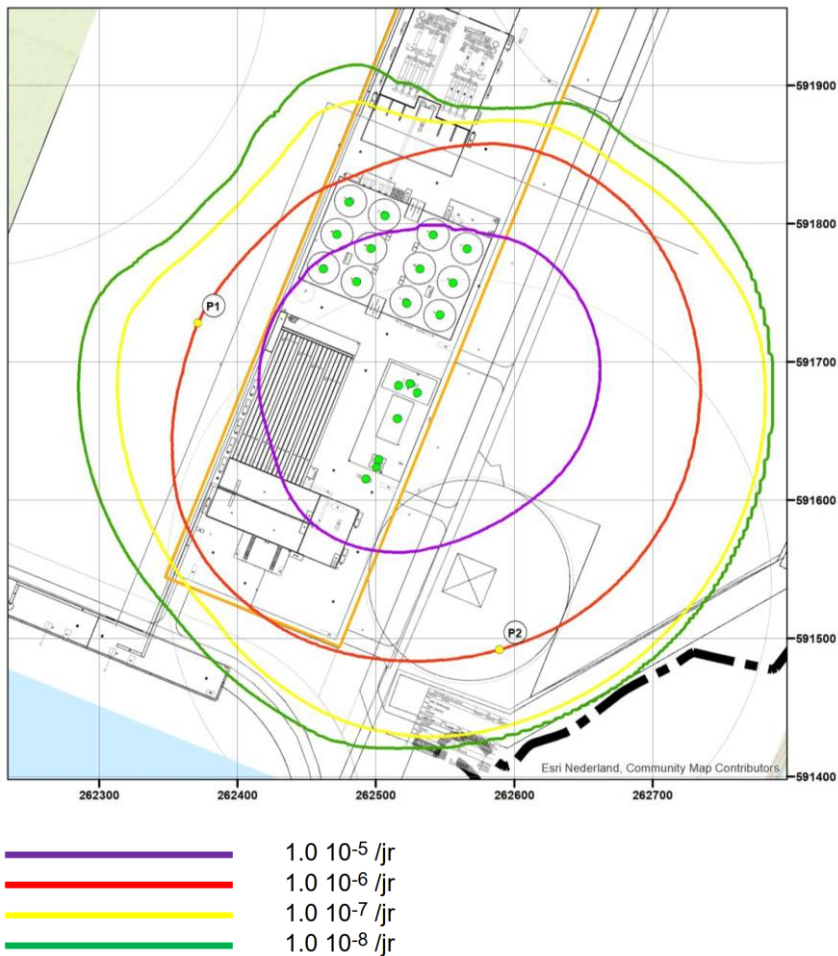 591900
591800
P1
591700
591600
P2
591500
Esri Nederland, Community Map Contributors
591400
262300 262400 262500 262600 262700
1.0 10-5 /jr
1.0 10-6 /jr
1.0 10-7 /jr
1.0 10-8 /jr